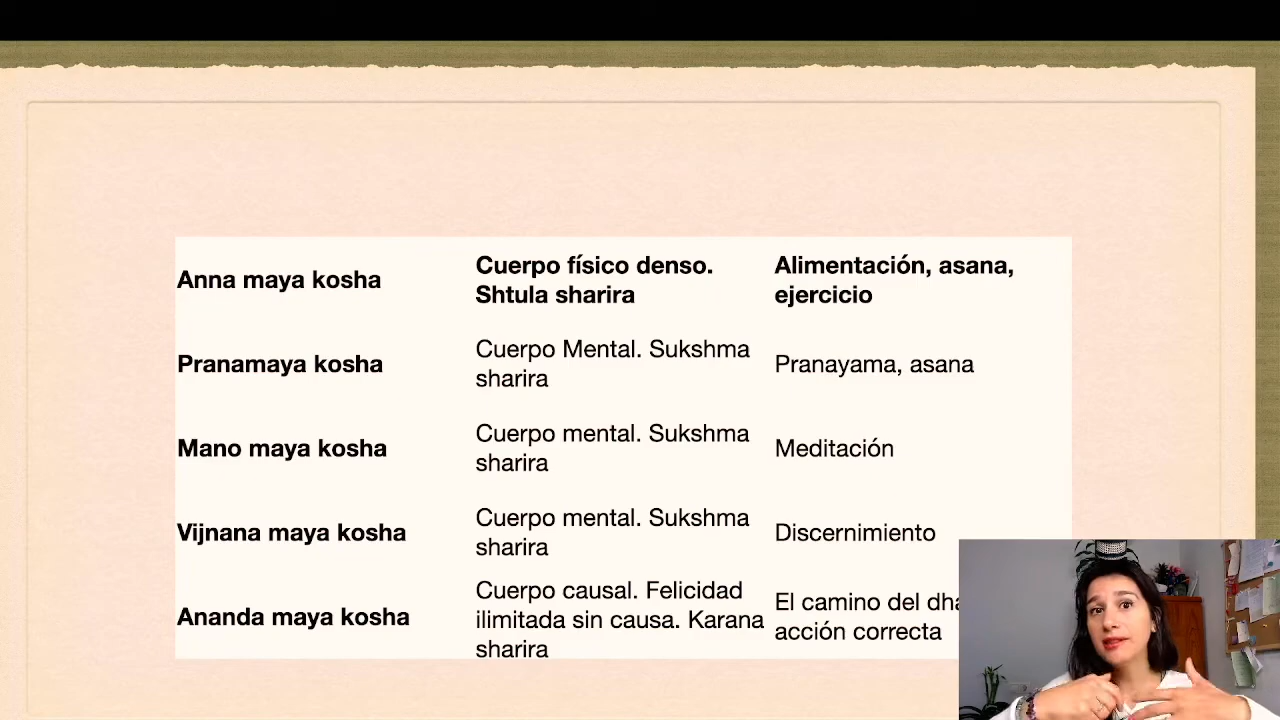 Anna maya kosha
Cuerpo físico denso.
Shtula sharira
Alimentación, asana,
ejercicio
Pranamaya kosha
Cuerpo Mental. Sukshma
sharira
Pranayama, asana
Mano maya kosha
Cuerpo mental. Sukshma
sharira
Meditación
Vijnana maya kosha
Cuerpo mental. Sukshma
sharira
Discernimiento
Ananda maya kosha
Cuerpo causal. Felicidad
ilimitada sin causa. Karana
sharira
El camino del
acción correcta